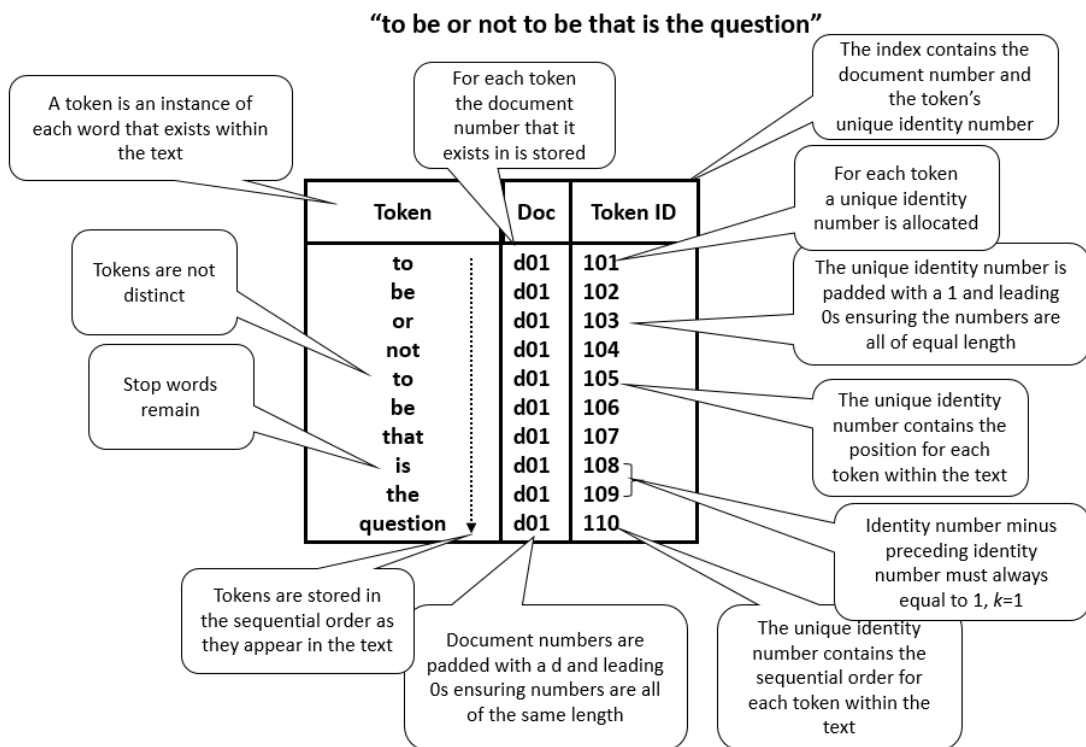 “to be or not to be that is the question”
A token is an instance of
each word that exists within
the text
For each token
the document
number that it
exists in is stored
The index contains the
document number and
the token’s
unique identity number
For each token
a unique identity
number is allocated
Tokens are not
distinct
The unique identity number is
padded with a 1 and leading
0s ensuring the numbers are
all of equal length
Stop words
remain
The unique identity
number contains the
position for each
token within the text
Identity number minus
preceding identity
number must always
equal to 1, k=1
Token Doc Token ID
to d01 101
be d01 102
or d01 103
not d01 104
to d01 105
be d01 106
that d01 107
is d01 108
the d01 109
question d01 110
Tokens are stored in
the sequential order as
they appear in the text
Document numbers are
padded with a d and leading
0s ensuring numbers are all
of the same length
The unique identity
number contains the
sequential order for
each token within the
text